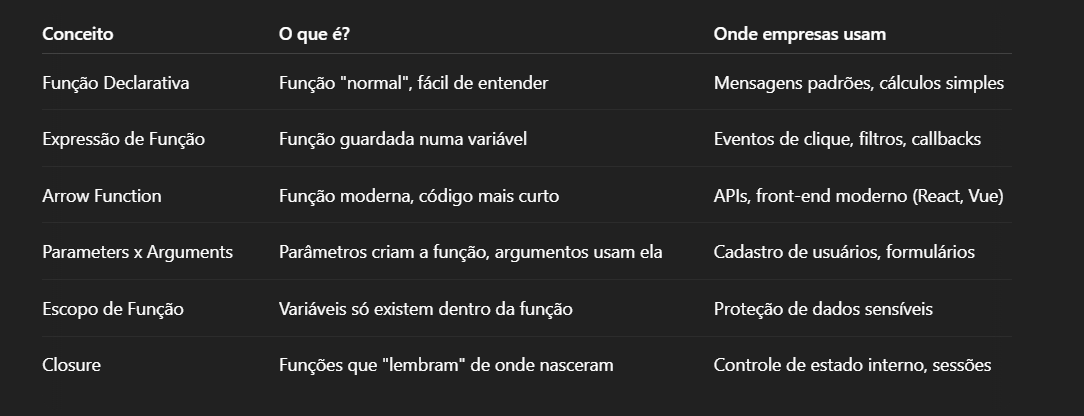 Conceito O que é? Onde empresas usam
Função Declarativa Função "normal", fácil de entender Mensagens padrões, cálculos simples
Expressão de Função Função guardada numa variável Eventos de clique, filtros, callbacks
Arrow Function Função moderna, código mais curto APIs, front-end moderno (React, Vue)
Parameters x Arguments Parâmetros criam a função, argumentos usam ela Cadastro de usuários, formulários
Escopo de Função Variáveis só existem dentro da função Proteção de dados sensíveis
Closure Funções que "lembram" de onde nasceram Controle de estado interno, sessões